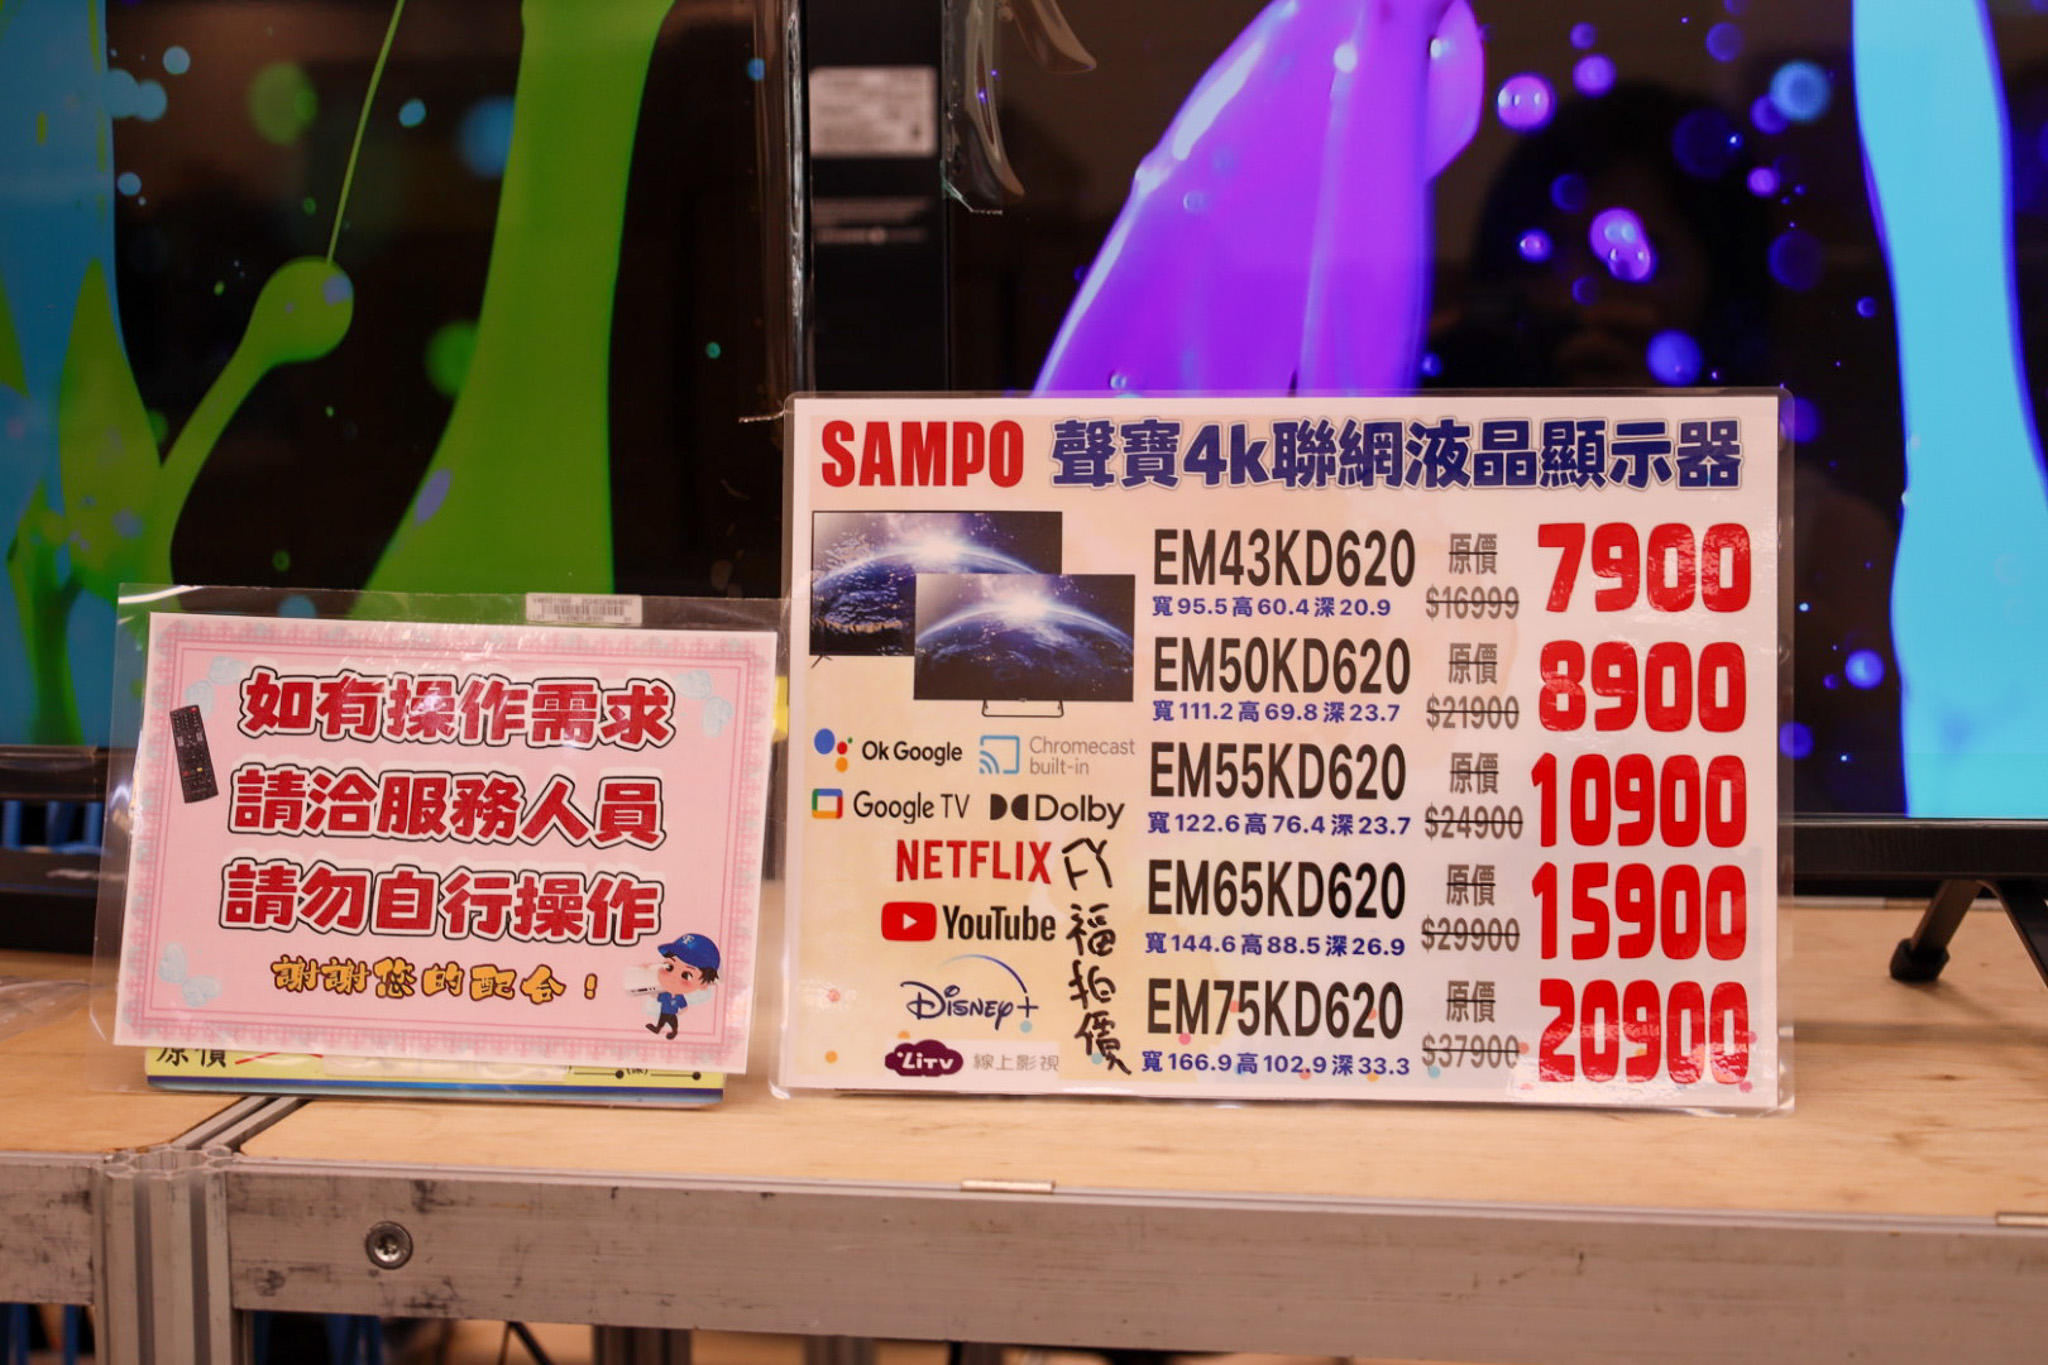 如有操作需求
請洽服務人員
請勿自行操作
謝謝您的配合！
原價
SAMPO 聲寶4k聯網液晶顯示器
EM43KD620 原價 $16999 7900
寬95.5高60.4深20.9
EM50KD620 原價 $21900 8900
寬111.2高69.8深23.7
EM55KD620 原價 $24900 10900
寬122.6高76.4深23.7
EM65KD620 原價 $29900 15900
寬144.6高88.5深26.9
EM75KD620 原價 $37900 20900
寬166.9高102.9深33.3
Ok Google
Chromecast
built-in
Google TV
Dolby
NETFLIX
YouTube
Disney+
LiTV 線上影視
福拍價